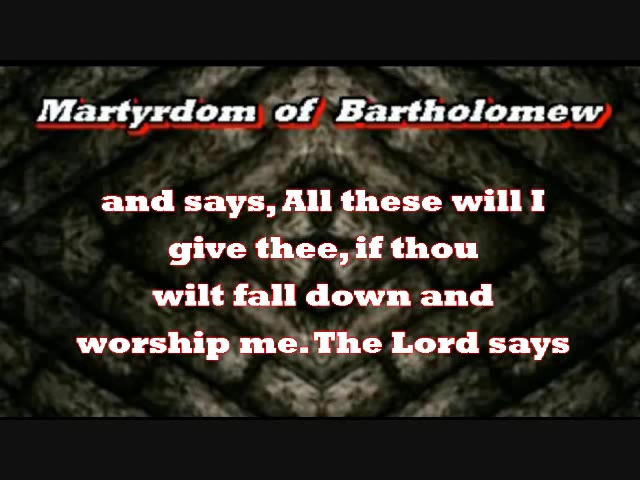 Martyrdom of Bartholomew
and says, All these will I
give thee, if thou
wilt fall down and
worship me. The Lord says